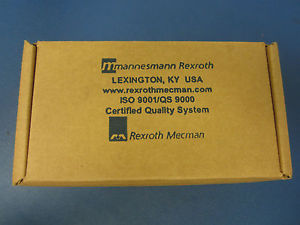 mannesmann Rexroth
LEXINGTON, KY USA
www.rexrothmecman.com
ISO 9001/QS 9000
Certified Quality System
Rexroth Mecman